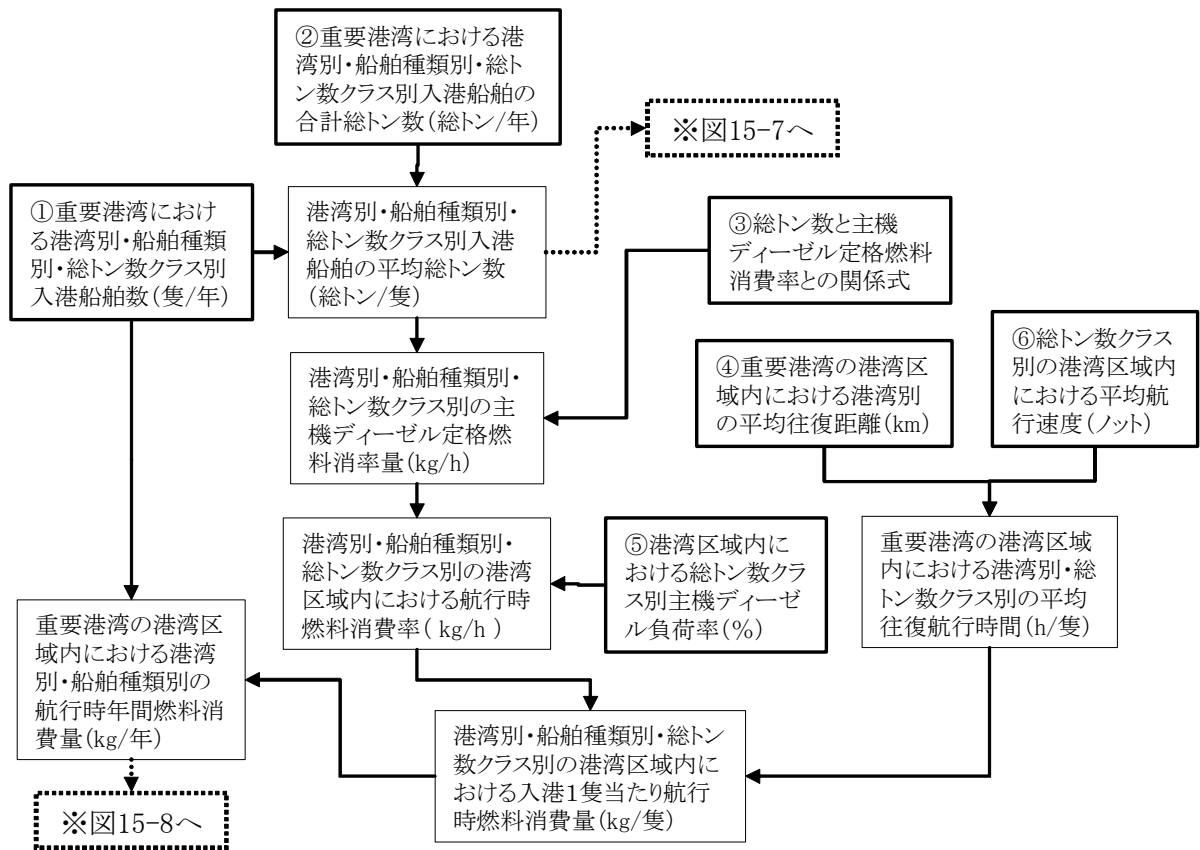 ②重要港湾における港
湾別・船舶種類別・総ト
ン数クラス別入港船舶の
合計総トン数(総トン/年)
※図15-7へ
①重要港湾におけ
る港湾別・船舶種類
別・総トン数クラス別
入港船舶数(隻/年)
港湾別・船舶種類別・
総トン数クラス別入港
船舶の平均総トン数
(総トン/隻)
③総トン数と主機
ディーゼル定格燃料
消費率との関係式
港湾別・船舶種類別・
総トン数クラス別の主
機ディーゼル定格燃
料消率量(kg/h)
④重要港湾の港湾区
域内における港湾別
の平均往復距離(km)
⑥総トン数クラス
別の港湾区域内
における平均航
行速度(ノット)
港湾別・船舶種類別・
総トン数クラス別の港湾
区域内における航行時
燃料消費率( kg/h )
⑤港湾区域内に
おける総トン数クラ
ス別主機ディーゼ
ル負荷率(%)
重要港湾の港湾区域
内における港湾別・総
トン数クラス別の平均
往復航行時間(h/隻)
重要港湾の港湾区
域内における港湾
別・船舶種類別の
航行時年間燃料消
費量(kg/年)
港湾別・船舶種類別・総トン
数クラス別の港湾区域内に
おける入港1隻当たり航行
時燃料消費量(kg/隻)
※図15-8へ